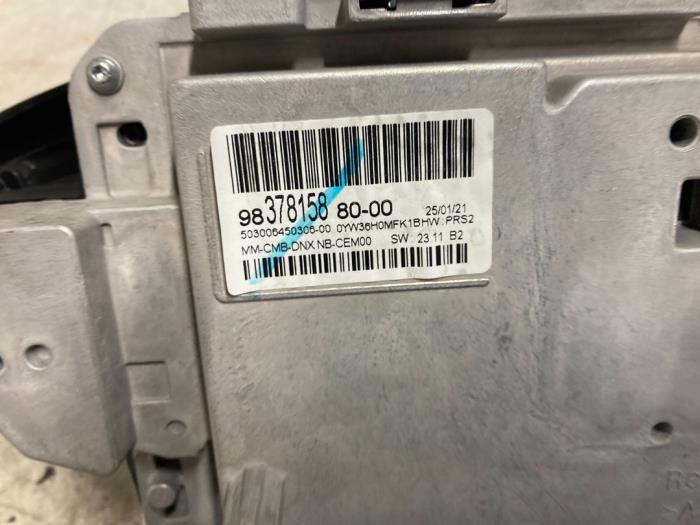 98 378158 80-00 25/01/21
503006450306-00 0YW36H0MFK1BHW: PRS2
MM-CMB-DNX NB-CEM00 SW: 23.11 B2